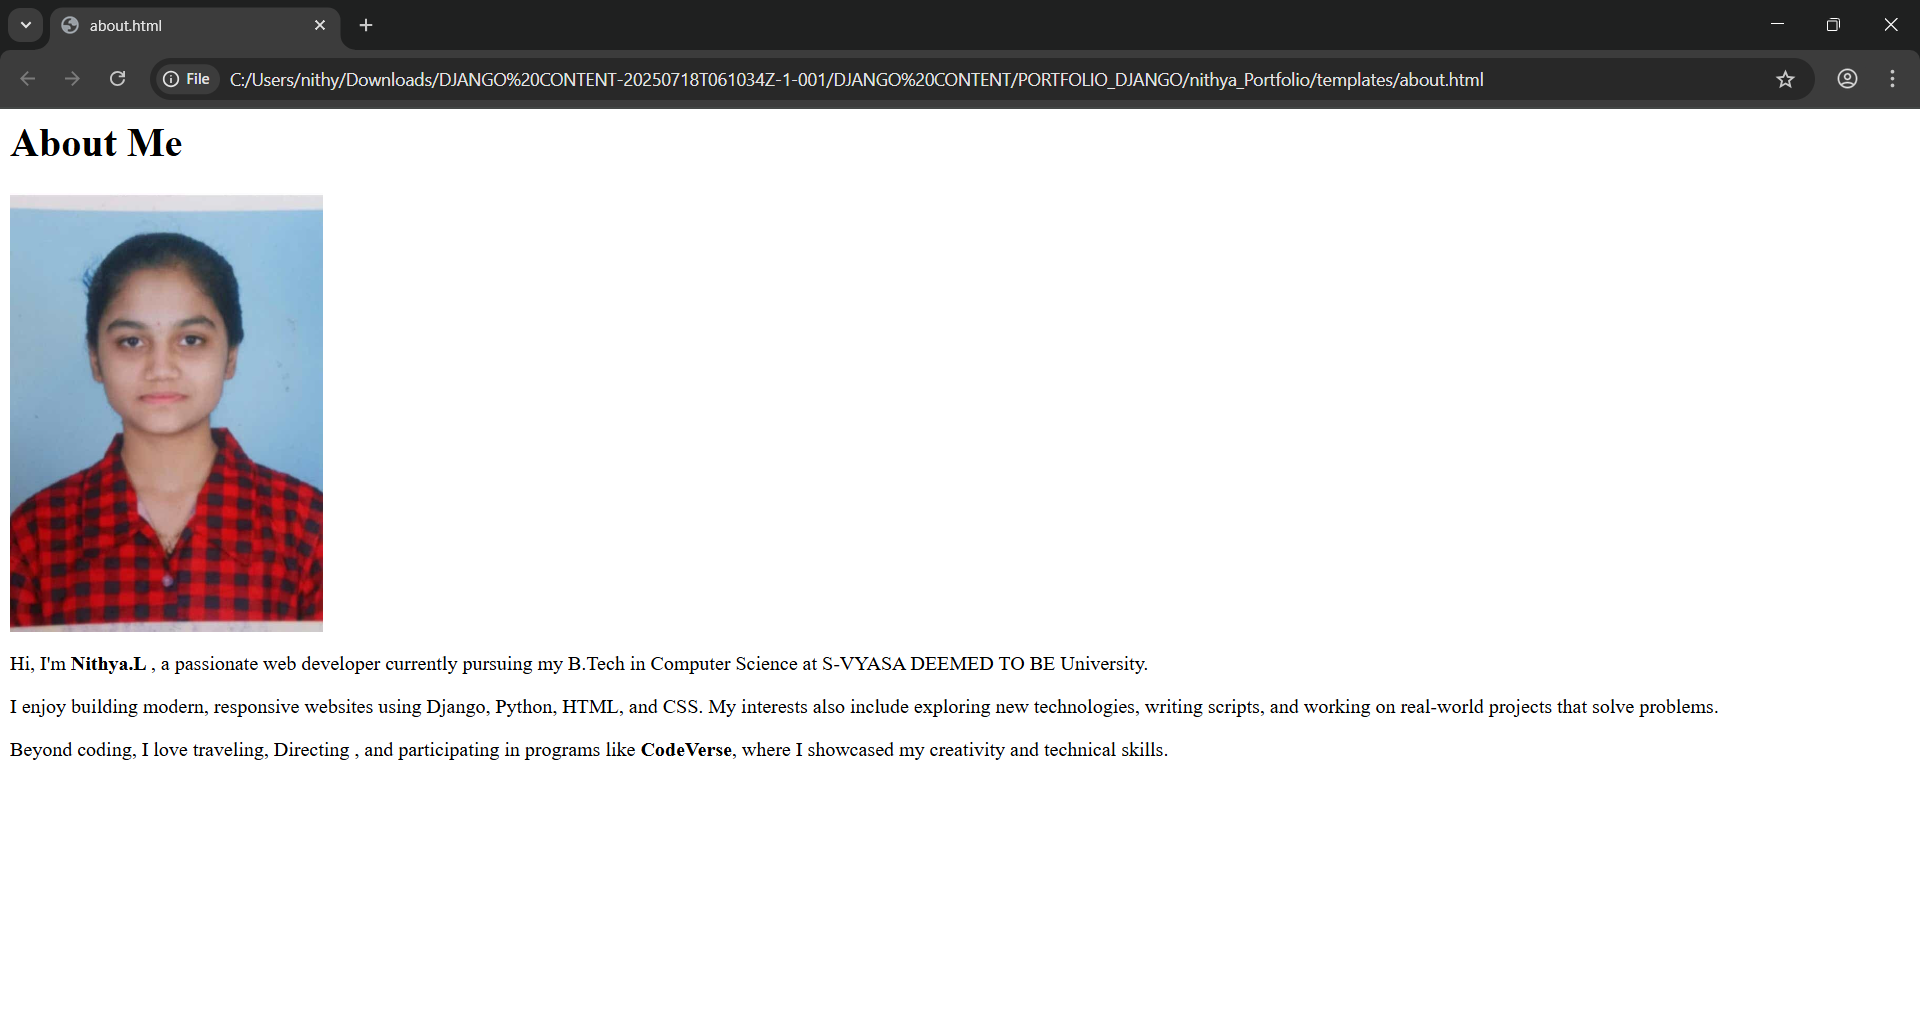 about.html
File
C:/Users/nithy/Downloads/DJANGO%20CONTENT-20250718T061034Z-1-001/DJANGO%20CONTENT/PORTFOLIO_DJANGO/nithya_Portfolio/templates/about.html
About Me
Hi, I'm Nithya.L , a passionate web developer currently pursuing my B.Tech in Computer Science at S-VYASA DEEMED TO BE University.
I enjoy building modern, responsive websites using Django, Python, HTML, and CSS. My interests also include exploring new technologies, writing scripts, and working on real-world projects that solve problems.
Beyond coding, I love traveling, Directing , and participating in programs like CodeVerse, where I showcased my creativity and technical skills.